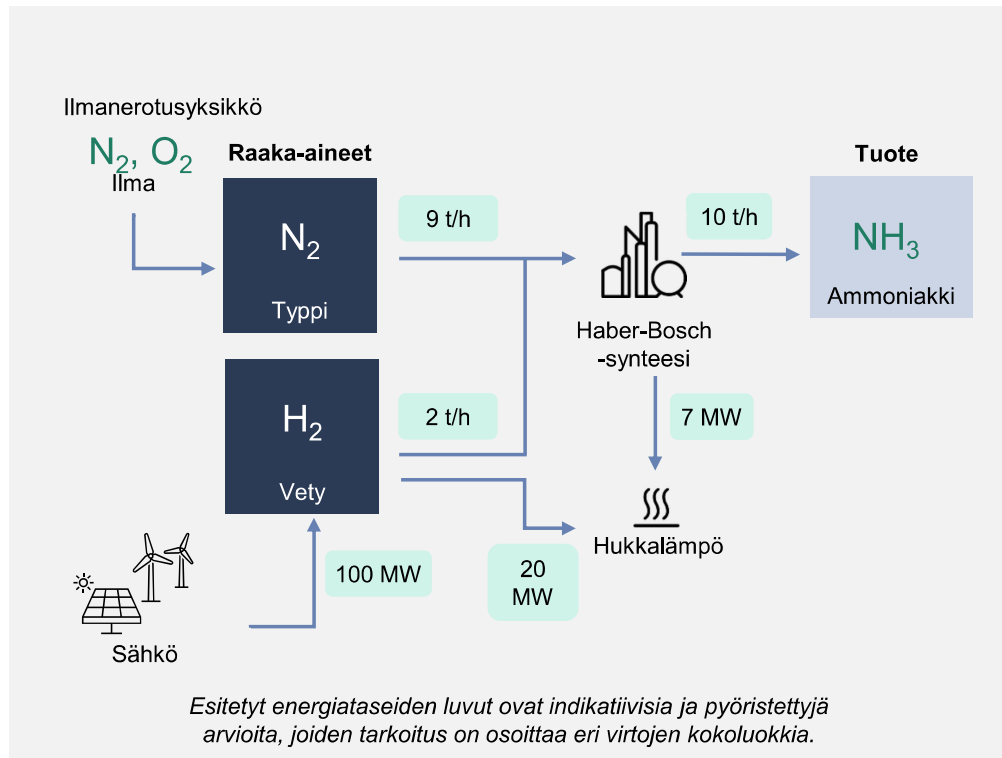 Ilmanerotusyksikkö
N₂, O₂
Ilma
Raaka-aineet
N₂
Typpi
9 t/h
H₂
Vety
2 t/h
Sähkö
100 MW
20
MW
Haber-Bosch
-synteesi
7 MW
Hukkalämpö
10 t/h
Tuote
NH₃
Ammoniakki
Esitetyt energiataseiden luvut ovat indikatiivisia ja pyöristettyjä
arvioita, joiden tarkoitus on osoittaa eri virtojen kokoluokkia.